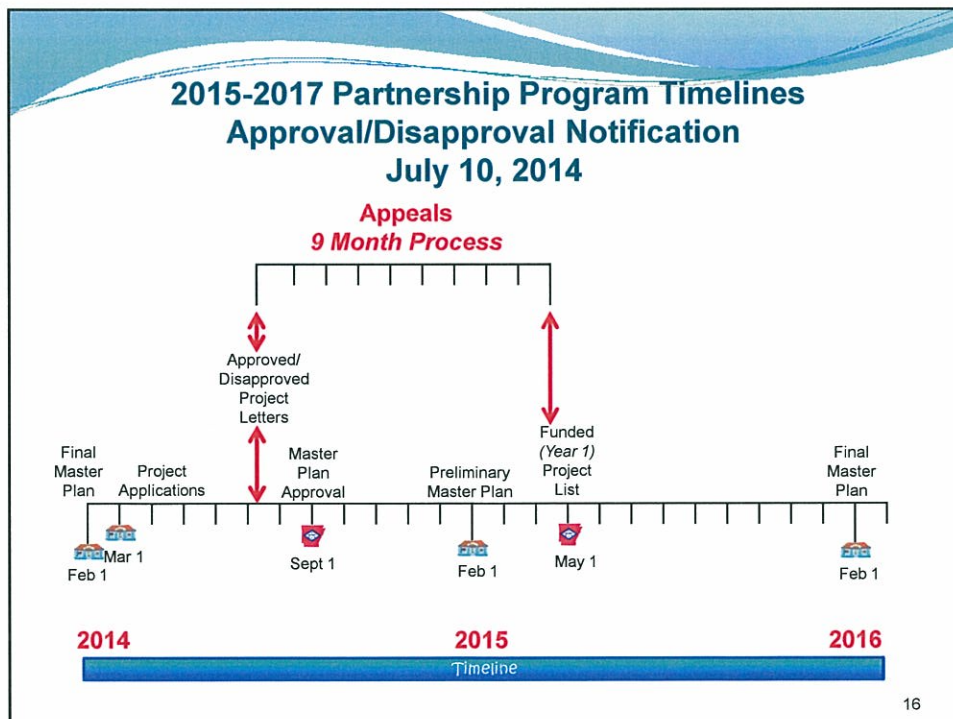 2015-2017 Partnership Program Timelines
Approval/Disapproval Notification
July 10, 2014
Appeals
9 Month Process
Approved/
Disapproved
Project
Letters
Final
Master
Plan
Project
Applications
Master
Plan
Approval
Preliminary
Master Plan
Funded
(Year 1)
Project
List
Final
Master
Plan
Feb 1
Mar 1
Sept 1
Feb 1
May 1
Feb 1
2014
2015
2016
Timeline
16